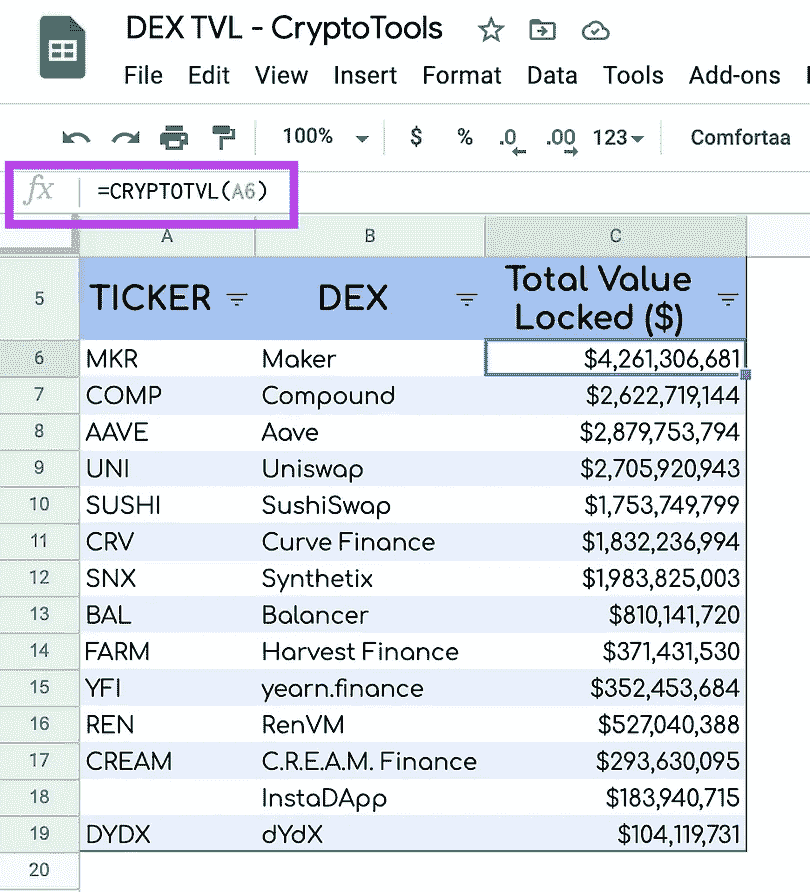 DEX TVL - CryptoTools
File Edit View Insert Format Data Tools Add-ons
100% $ % .0 .00 123 Comfortaa
fx =CRYPTOTVL(A6)
A B C
5 TICKER DEX Total Value
Locked ($)
6 MKR Maker $4,261,306,681
7 COMP Compound $2,622,719,144
8 AAVE Aave $2,879,753,794
9 UNI Uniswap $2,705,920,943
10 SUSHI SushiSwap $1,753,749,799
11 CRV Curve Finance $1,832,236,994
12 SNX Synthetix $1,983,825,003
13 BAL Balancer $810,141,720
14 FARM Harvest Finance $371,431,530
15 YFI yearn.finance $352,453,684
16 REN RenVM $527,040,388
17 CREAM C.R.E.A.M. Finance $293,630,095
18 InstaDApp $183,940,715
19 DYDX dYdX $104,119,731
20